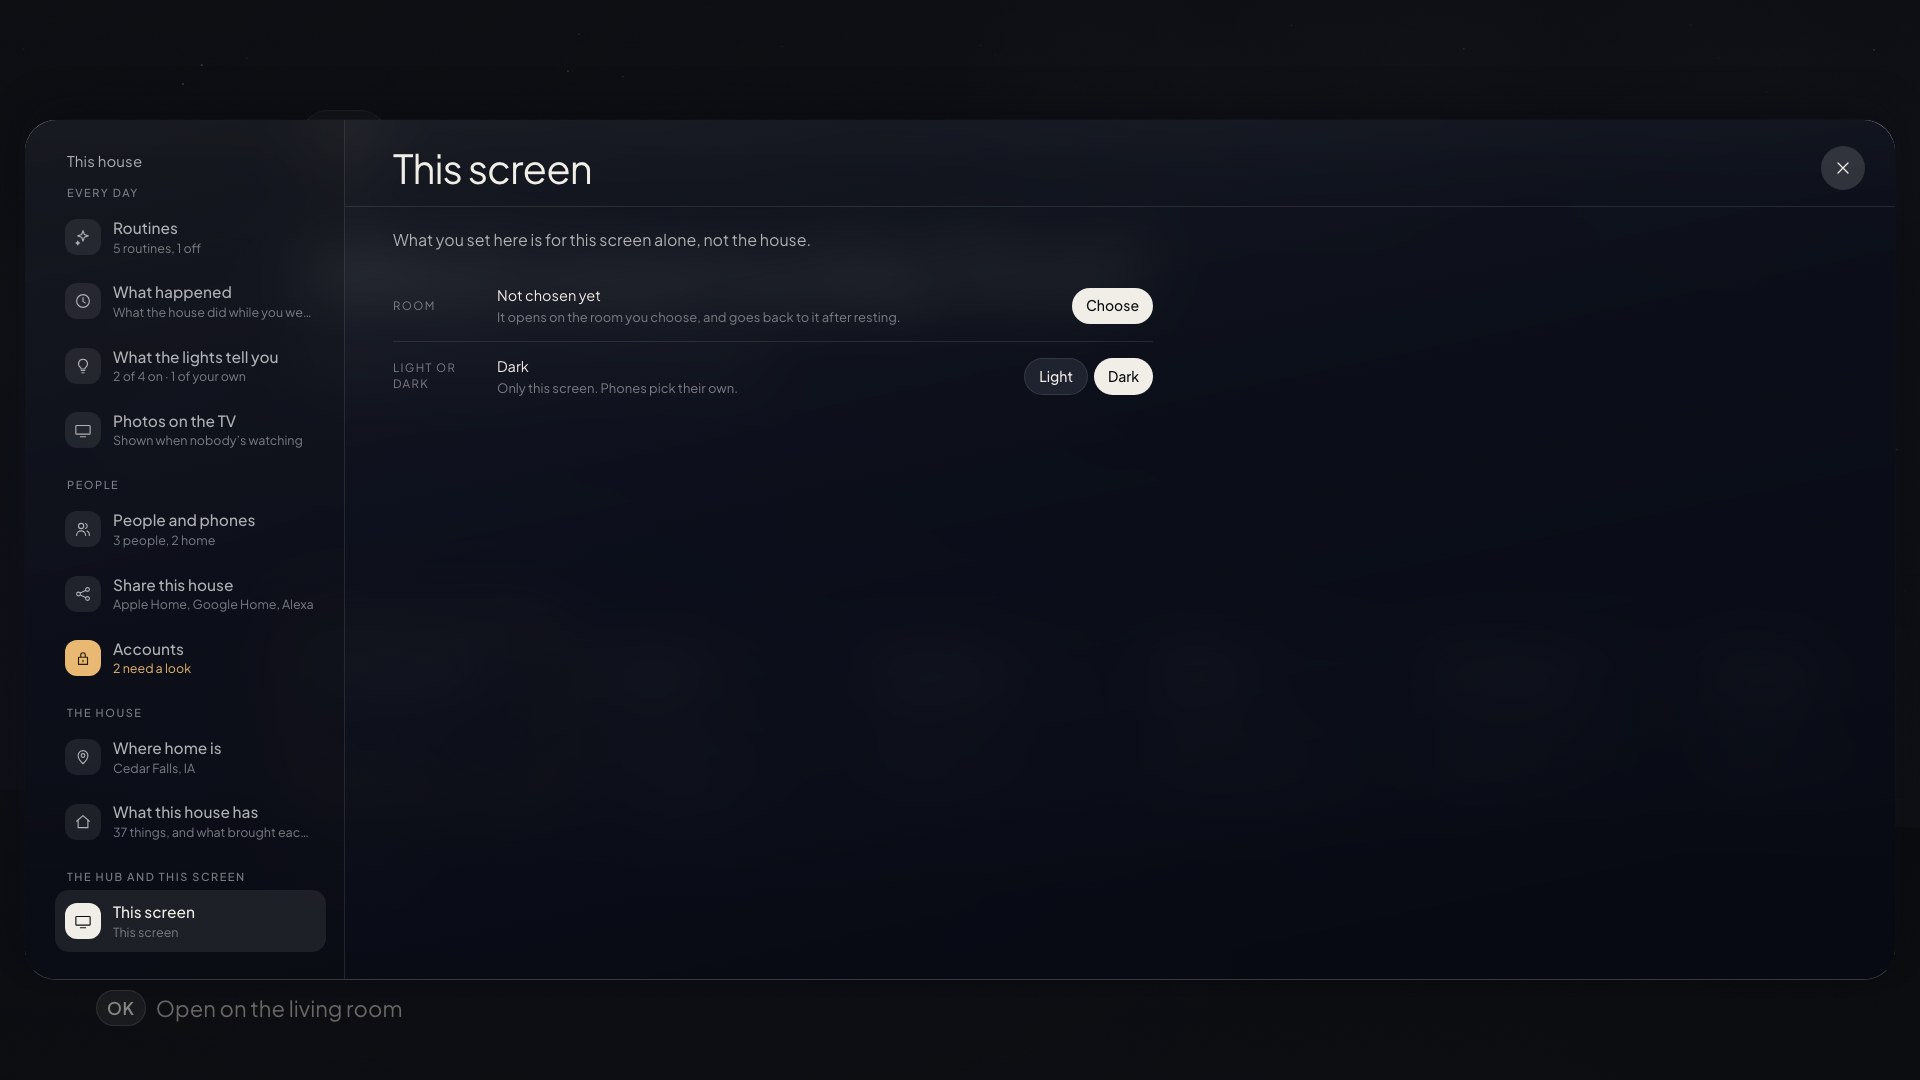 This house
EVERY DAY
Routines
5 routines, 1 off
What happened
What the house did while you we…
What the lights tell you
2 of 4 on · 1 of your own
Photos on the TV
Shown when nobody's watching
PEOPLE
People and phones
3 people, 2 home
Share this house
Apple Home, Google Home, Alexa
Accounts
2 need a look
THE HOUSE
Where home is
Cedar Falls, IA
What this house has
37 things, and what brought eac…
THE HUB AND THIS SCREEN
This screen
This screen
This screen
What you set here is for this screen alone, not the house.
ROOM
Not chosen yet
It opens on the room you choose, and goes back to it after resting.
Choose
LIGHT OR
DARK
Dark
Only this screen. Phones pick their own.
Light
Dark
OK
Open on the living room